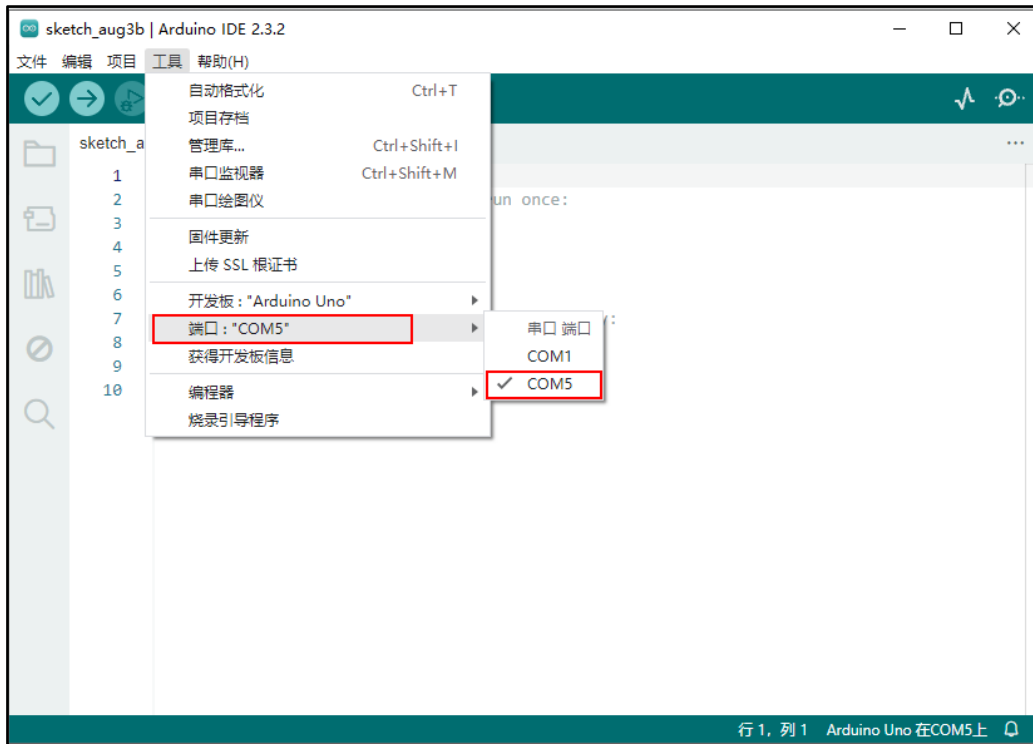 sketch_aug3b | Arduino IDE 2.3.2
文件 编辑 项目 工具 帮助(H)
自动格式化 Ctrl+T
项目存档
管理库... Ctrl+Shift+I
串口监视器 Ctrl+Shift+M
串口绘图仪
固件更新
上传 SSL 根证书
开发板 : "Arduino Uno"
端口 : "COM5"
获得开发板信息
编程器
烧录引导程序
串口 端口
COM1
COM5
sketch_a
1
2 un once:
3
4
5
6
7 :
8
9
10
行 1，列 1 Arduino Uno 在COM5上